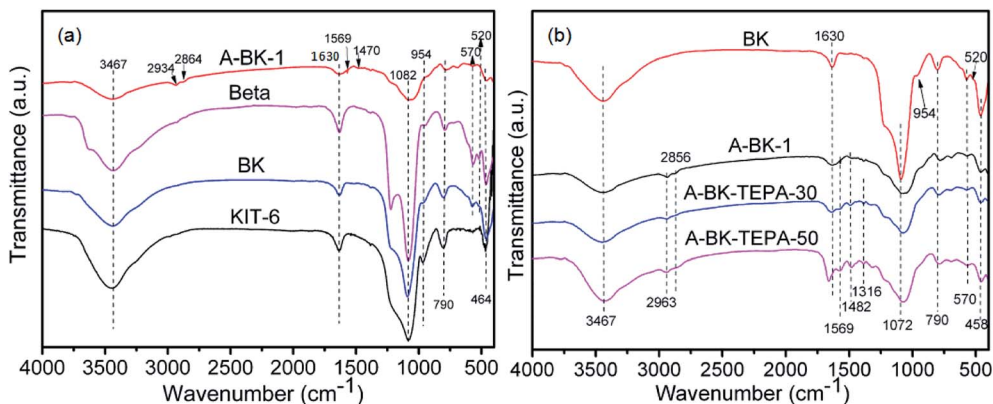 (a)
A-BK-1
3467
2934
2864
1630
1569
1470
1082
954
570
520
Beta
BK
KIT-6
790
464
Transmittance (a.u.)
4000 3500 3000 2500 2000 1500 1000 500
Wavenumber (cm-1)
(b)
BK
1630
520
954
A-BK-1
2856
A-BK-TEPA-30
A-BK-TEPA-50
2963
1316
1482
570
3467
1569
1072
790
458
Transmittance (a.u.)
4000 3500 3000 2500 2000 1500 1000 500
Wavenumber (cm-1)